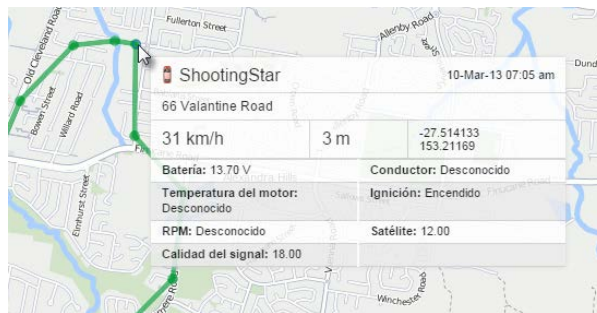 Fullerton Street
Allenby Road
Old Cleveland Road
ShootingStar
10-Mar-13 07:05 am
66 Valantine Road
31 km/h
3 m
-27.514133
153.21169
Bowen Street
Willard Road
Batería: 13.70 V
Conductor: Desconocido
Temperatura del motor:
Desconocido
Ignición: Encendido
Elmhurst Street
RPM: Desconocido
Satélite: 12.00
Calidad del signal: 18.00
Winchester Road